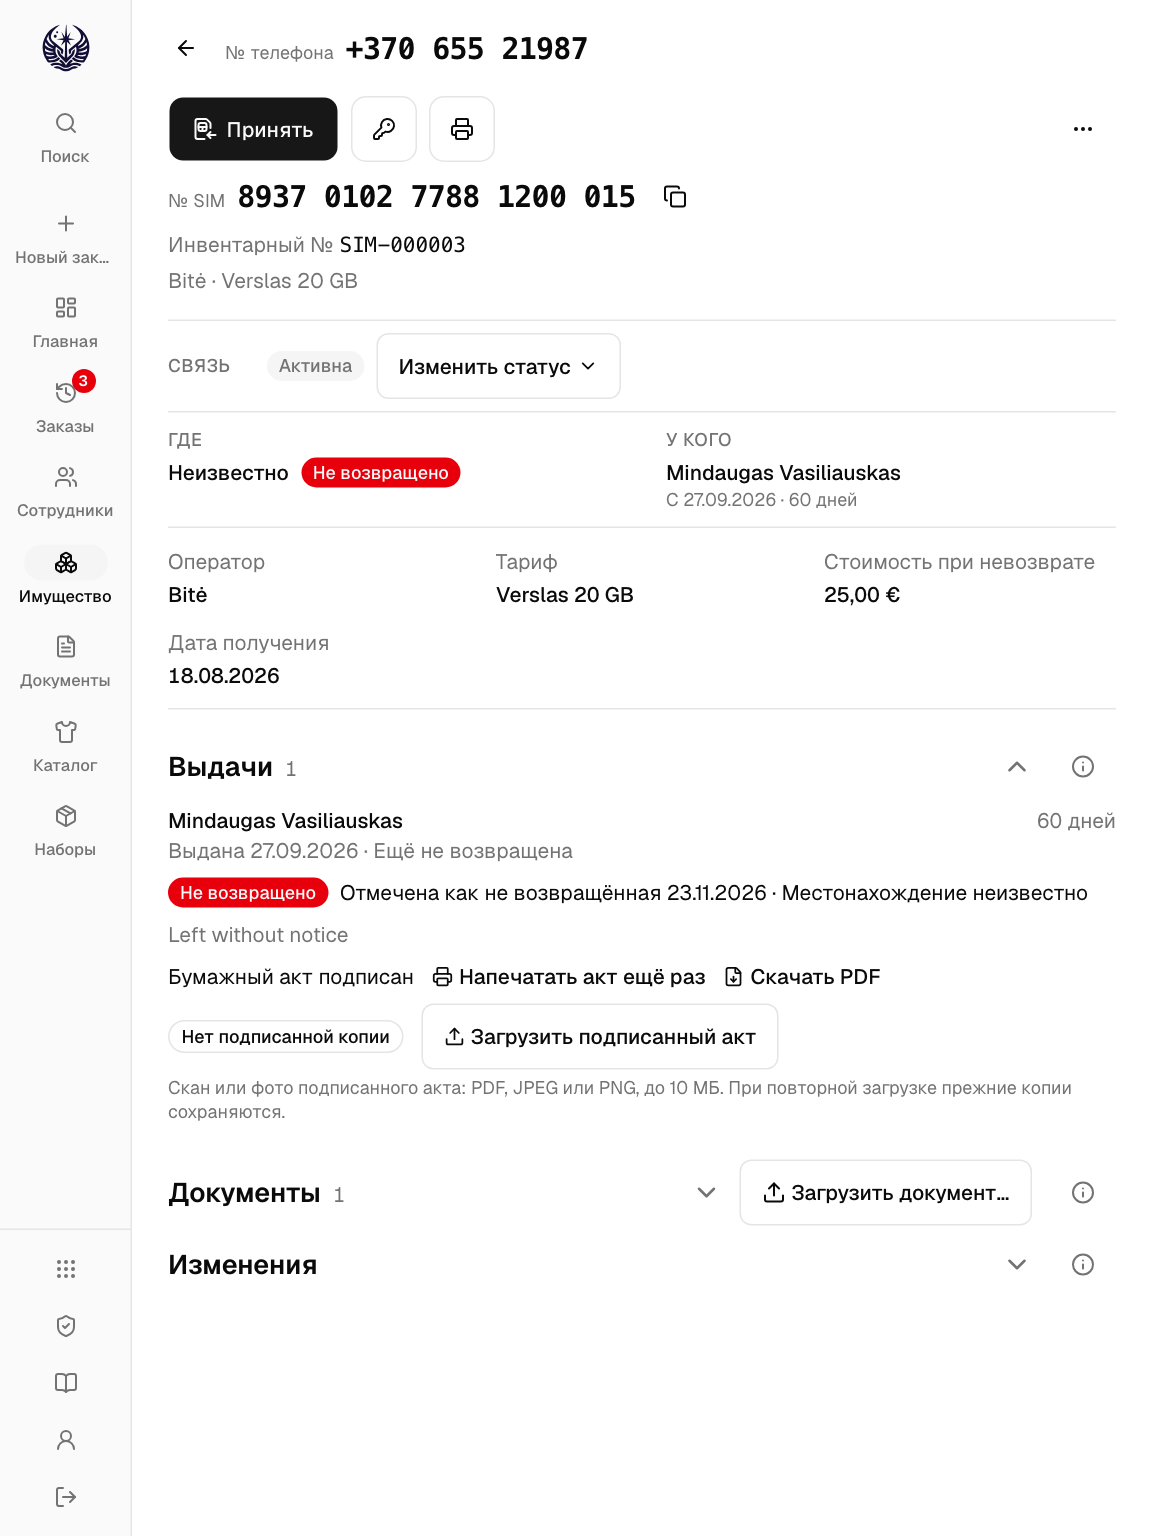 № телефона +370 655 21987
Принять
№ SIM 8937 0102 7788 1200 015
Инвентарный № SIM-000003
Bitė · Verslas 20 GB
СВЯЗЬ Активна Изменить статус
ГДЕ
Неизвестно Не возвращено
У КОГО
Mindaugas Vasiliauskas
С 27.09.2026 · 60 дней
Оператор
Bitė
Тариф
Verslas 20 GB
Стоимость при невозврате
25,00 €
Дата получения
18.08.2026
Выдачи 1
Mindaugas Vasiliauskas 60 дней
Выдана 27.09.2026 · Ещё не возвращена
Не возвращено Отмечена как не возвращённая 23.11.2026 · Местонахождение неизвестно
Left without notice
Бумажный акт подписан Напечатать акт ещё раз Скачать PDF
Нет подписанной копии Загрузить подписанный акт
Скан или фото подписанного акта: PDF, JPEG или PNG, до 10 МБ. При повторной загрузке прежние копии
сохраняются.
Документы 1 Загрузить документ...
Изменения
Поиск
Новый зак...
Главная
3
Заказы
Сотрудники
Имущество
Документы
Каталог
Наборы